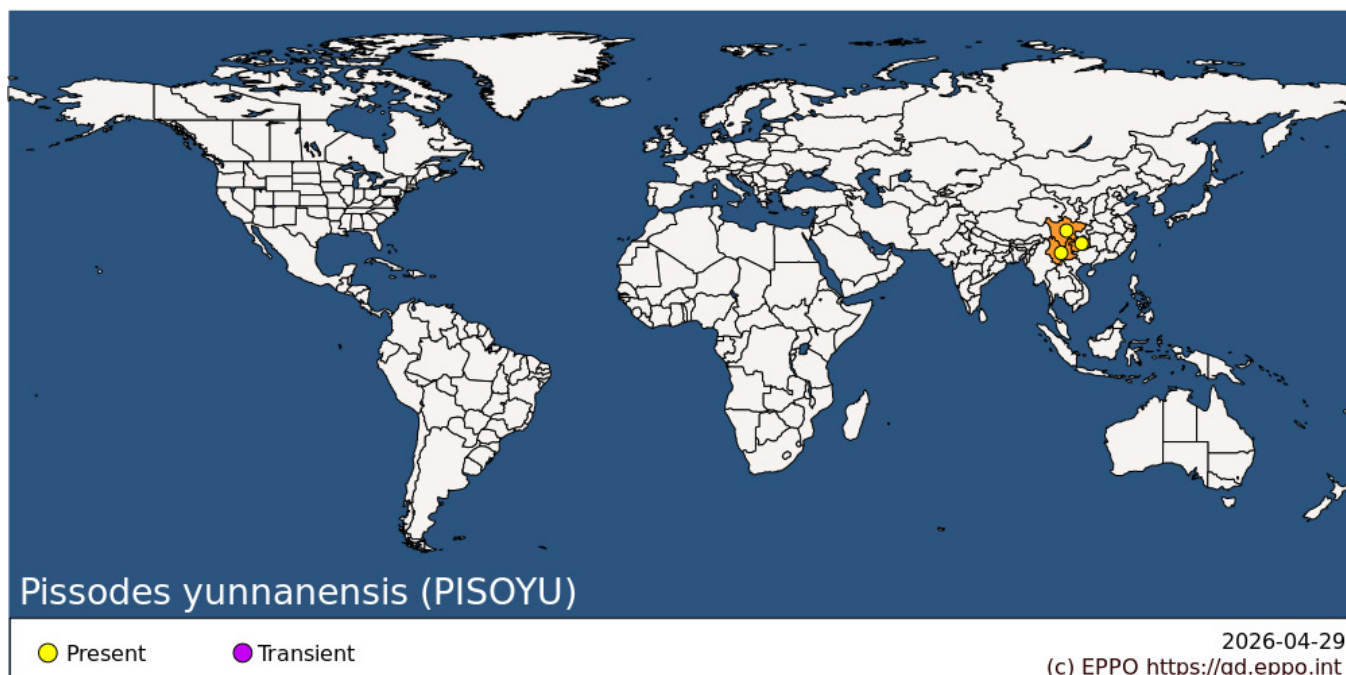 Pissodes yunnanensis (PISOYU)
Present
Transient
2026-04-29
(c) EPPO https://gd.eppo.int